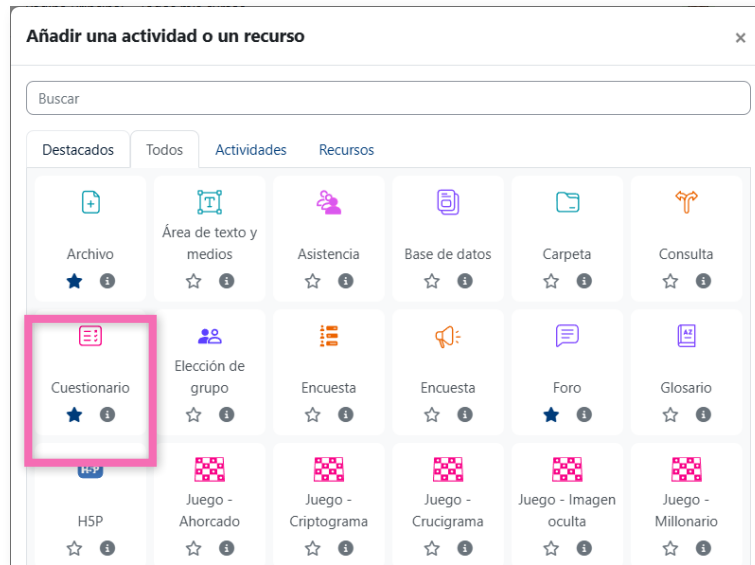 Añadir una actividad o un recurso
×
Buscar
Destacados Todos Actividades Recursos
Archivo
Área de texto y
medios
Asistencia
Base de datos
Carpeta
Consulta
Cuestionario
Elección de
grupo
Encuesta
Encuesta
Foro
AZ
Glosario
H-P
H5P
Juego -
Ahorcado
Juego -
Criptograma
Juego -
Crucigrama
Juego - Imagen
oculta
Juego -
Millonario